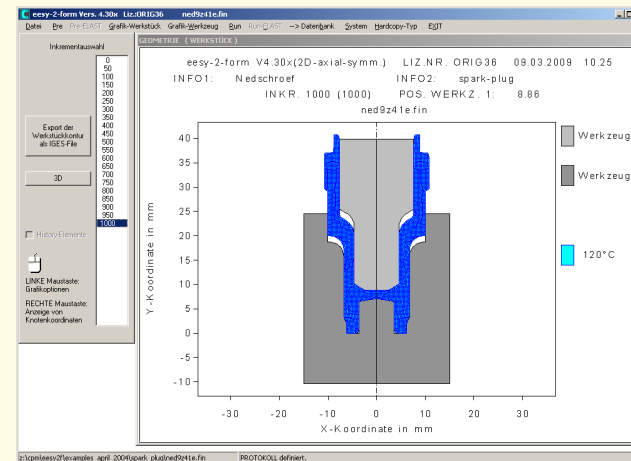 eesy-2-form Vers. 4.30x Liz.:ORIG36 ned9z41e.fin
Datei Pre Pre-ELAST Grafik-Werkstück Grafik-Werkzeug Run Run-ELAST --> Datenbank System Hardcopy-Typ EXIT
Inkrementauswahl
0
50
100
150
200
250
300
350
400
450
500
550
600
650
700
750
800
850
900
950
1000
Export der
Werkstückkontur
als IGES-File
3D
History-Elemente
LINKE Maustaste:
Grafikoptionen
RECHTE Maustaste:
Anzeige von
Knotenkoordinaten
GEOMETRIE (WERKSTÜCK)
eesy-2-form V4.30x(2D-axial-symm.) LIZ.NR. ORIG36 09.03.2009 10.25
INFO1: Nedschroef INFO2: spark-plug
INKR. 1000 (1000) POS. WERKZ. 1: 8.86
ned9z41e.fin
Y-Koordinate in mm
40
35
30
25
20
15
10
5
0
-5
-10
-30 -20 -10 0 10 20 30
X-Koordinate in mm
Werkzeug
Werkzeug
120°C
z:\cpm\eesy2f\examples_april_2004\spark_plug\ned9z41e.fin PROTOKOLL definiert.